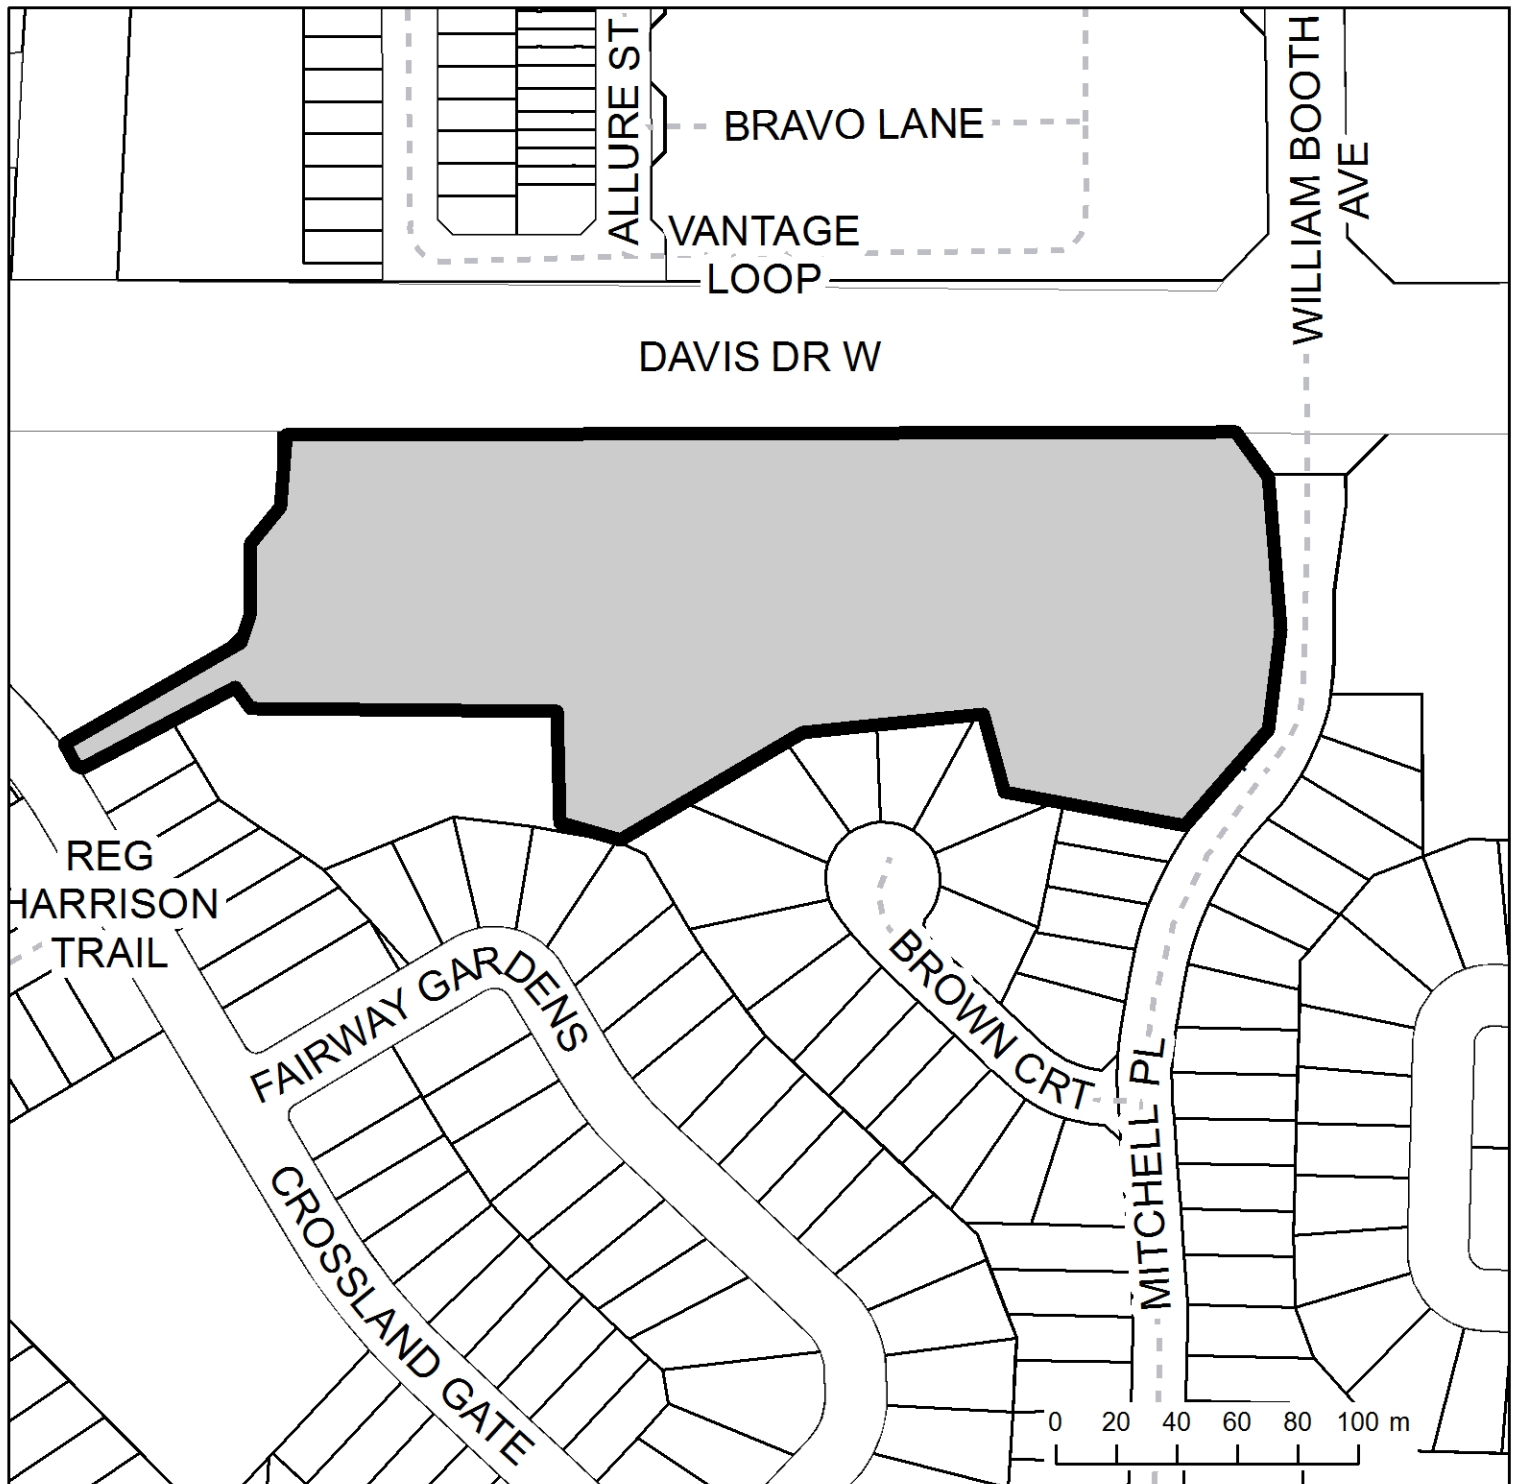 ALLURE ST
BRAVO LANE
WILLIAM BOOTH
AVE
VANTAGE
LOOP
DAVIS DR W
REG
HARRISON
TRAIL
FAIRWAY GARDENS
BROWN CRT
MITCHELL PL
CROSSLAND GATE
0 20 40 60 80 100 m